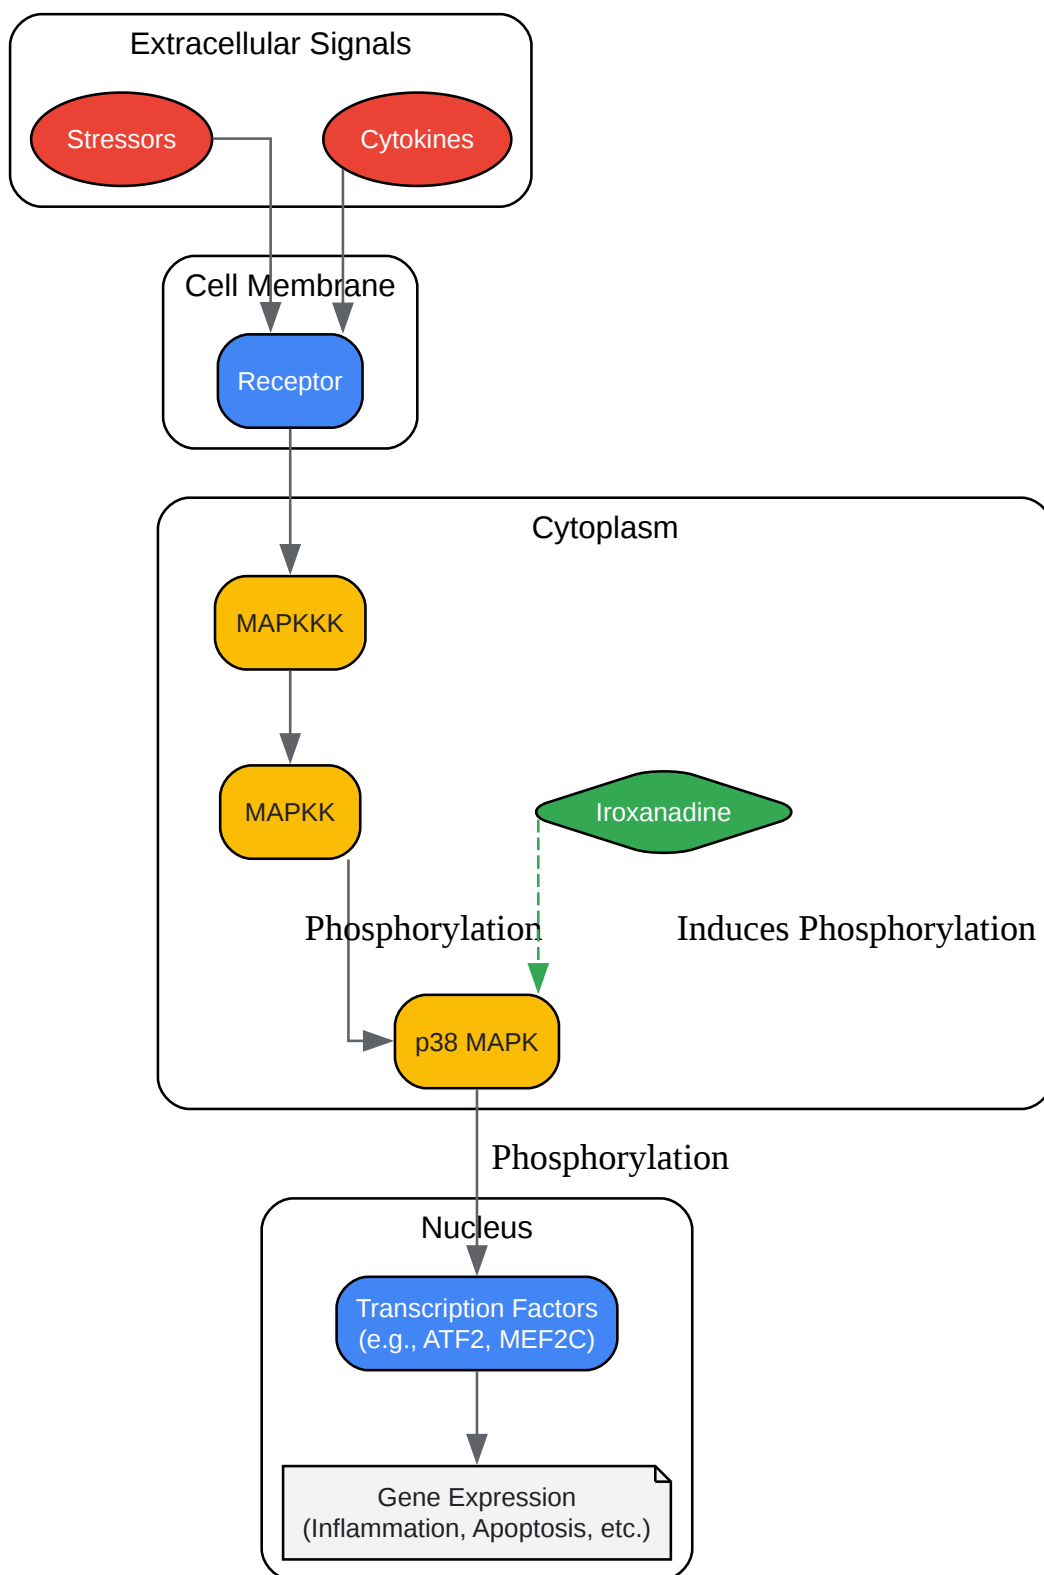 Extracellular Signals
Stressors
Cytokines
Cell Membrane
Receptor
Cytoplasm
MAPKKK
MAPKK
Iroxanadine
Phosphorylation
Induces Phosphorylation
p38 MAPK
Phosphorylation
Nucleus
Transcription Factors
(e.g., ATF2, MEF2C)
Gene Expression
(Inflammation, Apoptosis, etc.)